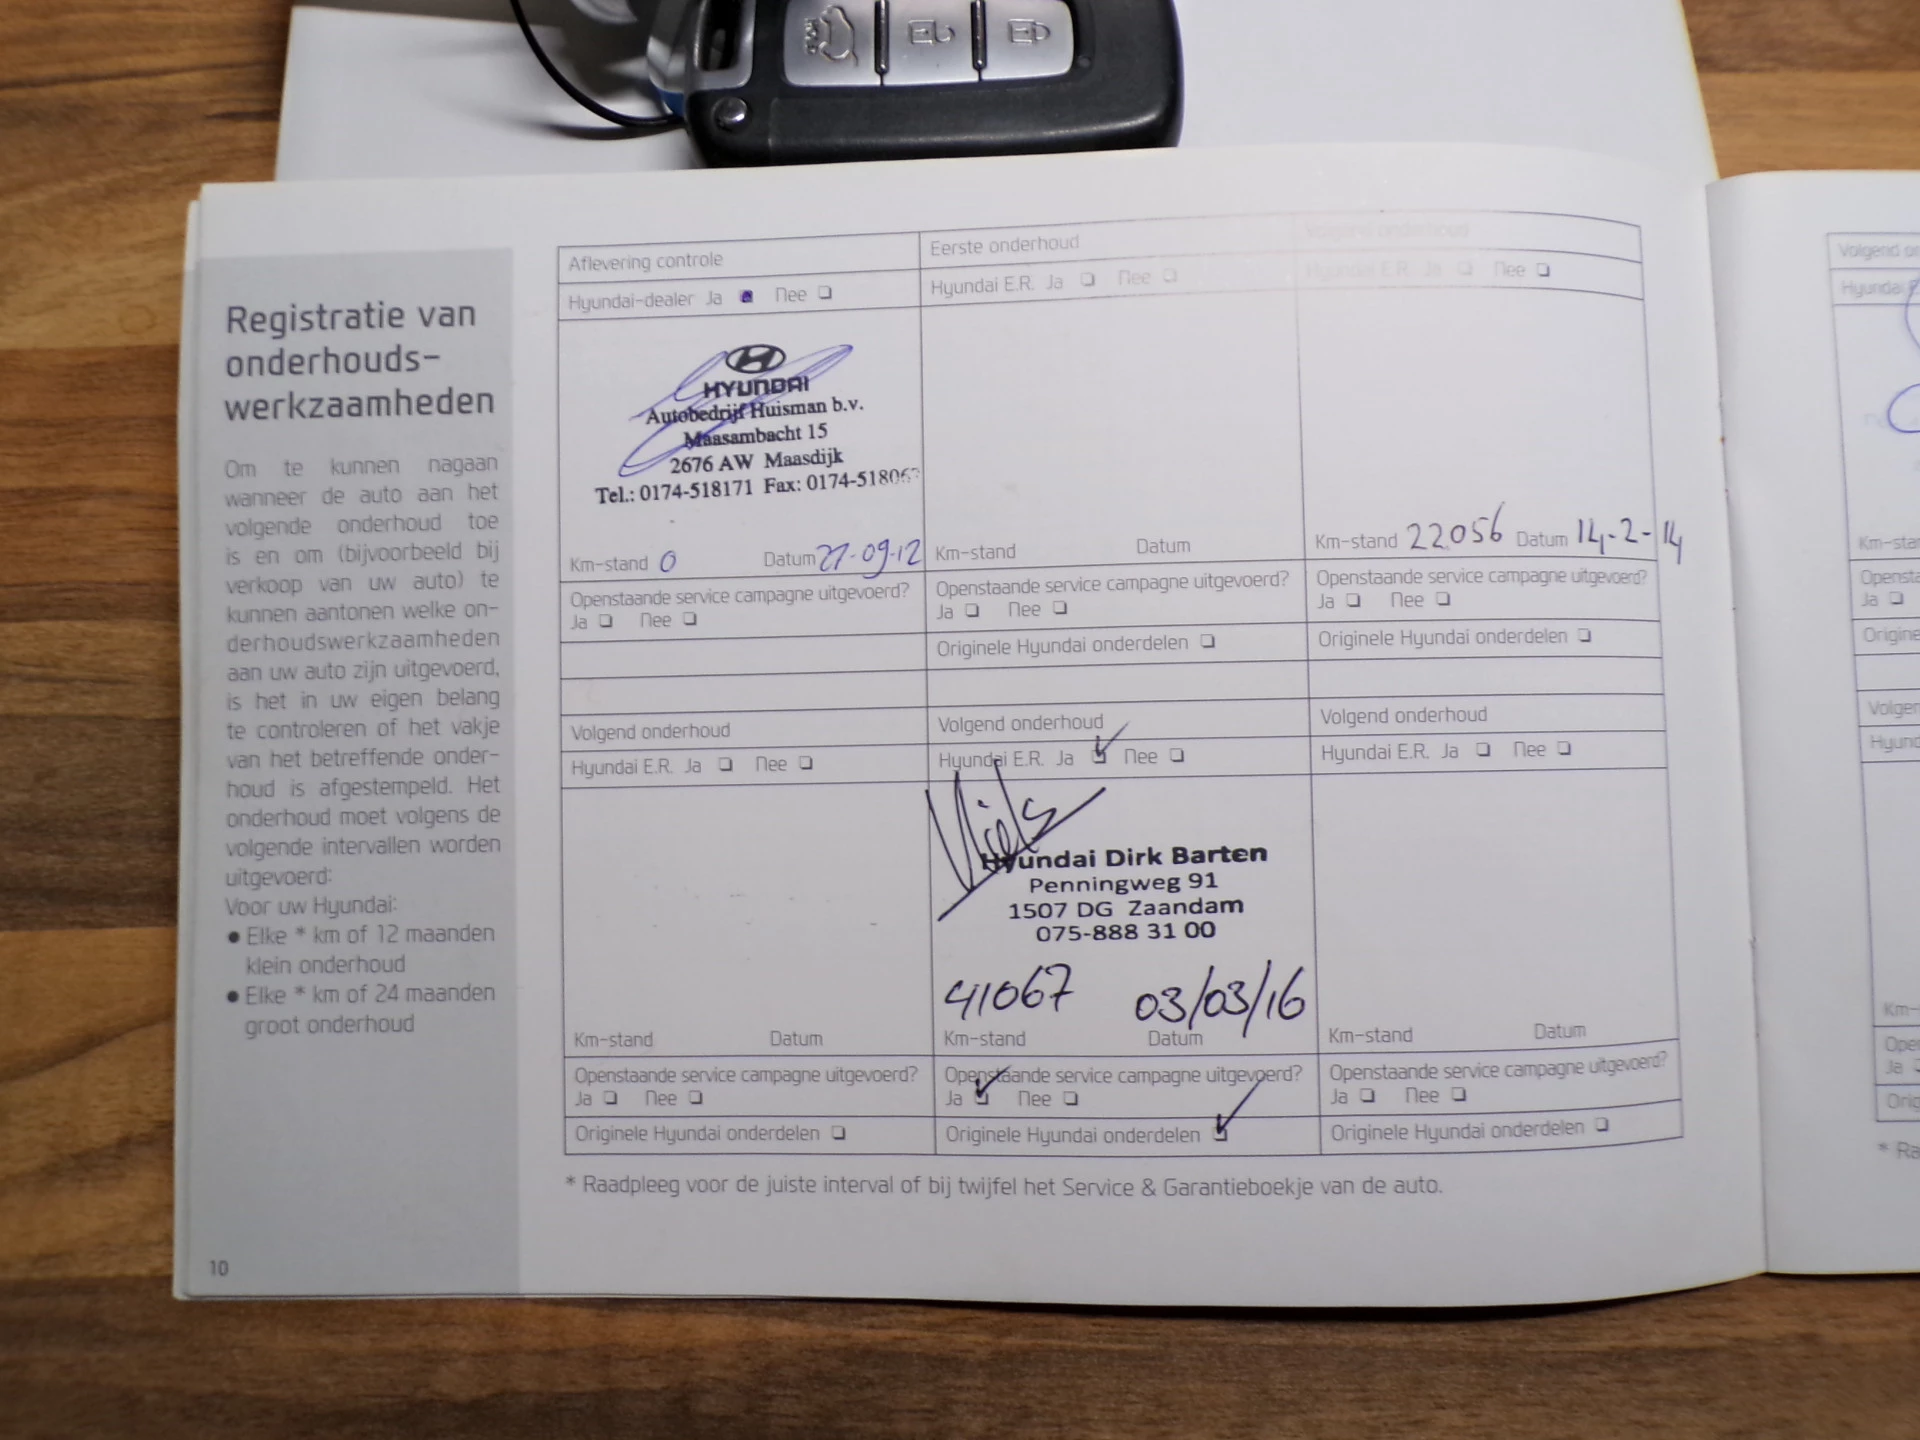 Registratie van
onderhouds-
werkzaamheden
Om te kunnen nagaan
wanneer de auto aan het
volgende onderhoud toe
is en om (bijvoorbeeld bij
verkoop van uw auto) te
kunnen aantonen welke on-
derhoudswerkzaamheden
aan uw auto zijn uitgevoerd,
is het in uw eigen belang
te controleren of het vakje
van het betreffende onder-
houd is afgestempeld. Het
onderhoud moet volgens de
volgende intervallen worden
uitgevoerd:
Voor uw Hyundai:
● Elke * km of 12 maanden
klein onderhoud
● Elke * km of 24 maanden
groot onderhoud
10
Aflevering controle
Hyundai-dealer Ja Nee
HYUNDAI
Autobedrijf Huisman b.v.
Maasambacht 15
2676 AW Maasdijk
Tel.: 0174-518171 Fax:
Km-stand 0 Datum 27-09-12
Openstaande service campagne uitgevoerd?
Ja Nee
Eerste onderhoud
Hyundai E.R. Ja Nee
Km-stand Datum
Openstaande service campagne uitgevoerd?
Ja Nee
Originele Hyundai onderdelen
Volgend onderhoud
Hyundai E.R. Ja Nee
Km-stand 22056 Datum 14-2-14
Openstaande service campagne uitgevoerd?
Ja Nee
Originele Hyundai onderdelen
Volgend onderhoud
Hyundai E.R. Ja Nee
Km-stand Datum
Openstaande service campagne uitgevoerd?
Ja Nee
Originele Hyundai onderdelen
Volgend onderhoud
Hyundai E.R. Ja Nee
Hyundai Dirk Barten
Penningweg 91
1507 DG Zaandam
075-888 31 00
41067 03/03/16
Km-stand Datum
Openstaande service campagne uitgevoerd?
Ja Nee
Originele Hyundai onderdelen
Volgend onderhoud
Hyundai E.R. Ja Nee
Km-stand Datum
Openstaande service campagne uitgevoerd?
Ja Nee
Originele Hyundai onderdelen
* Raadpleeg voor de juiste interval of bij twijfel het Service & Garantieboekje van de auto.
Volgend
Ja
Ja